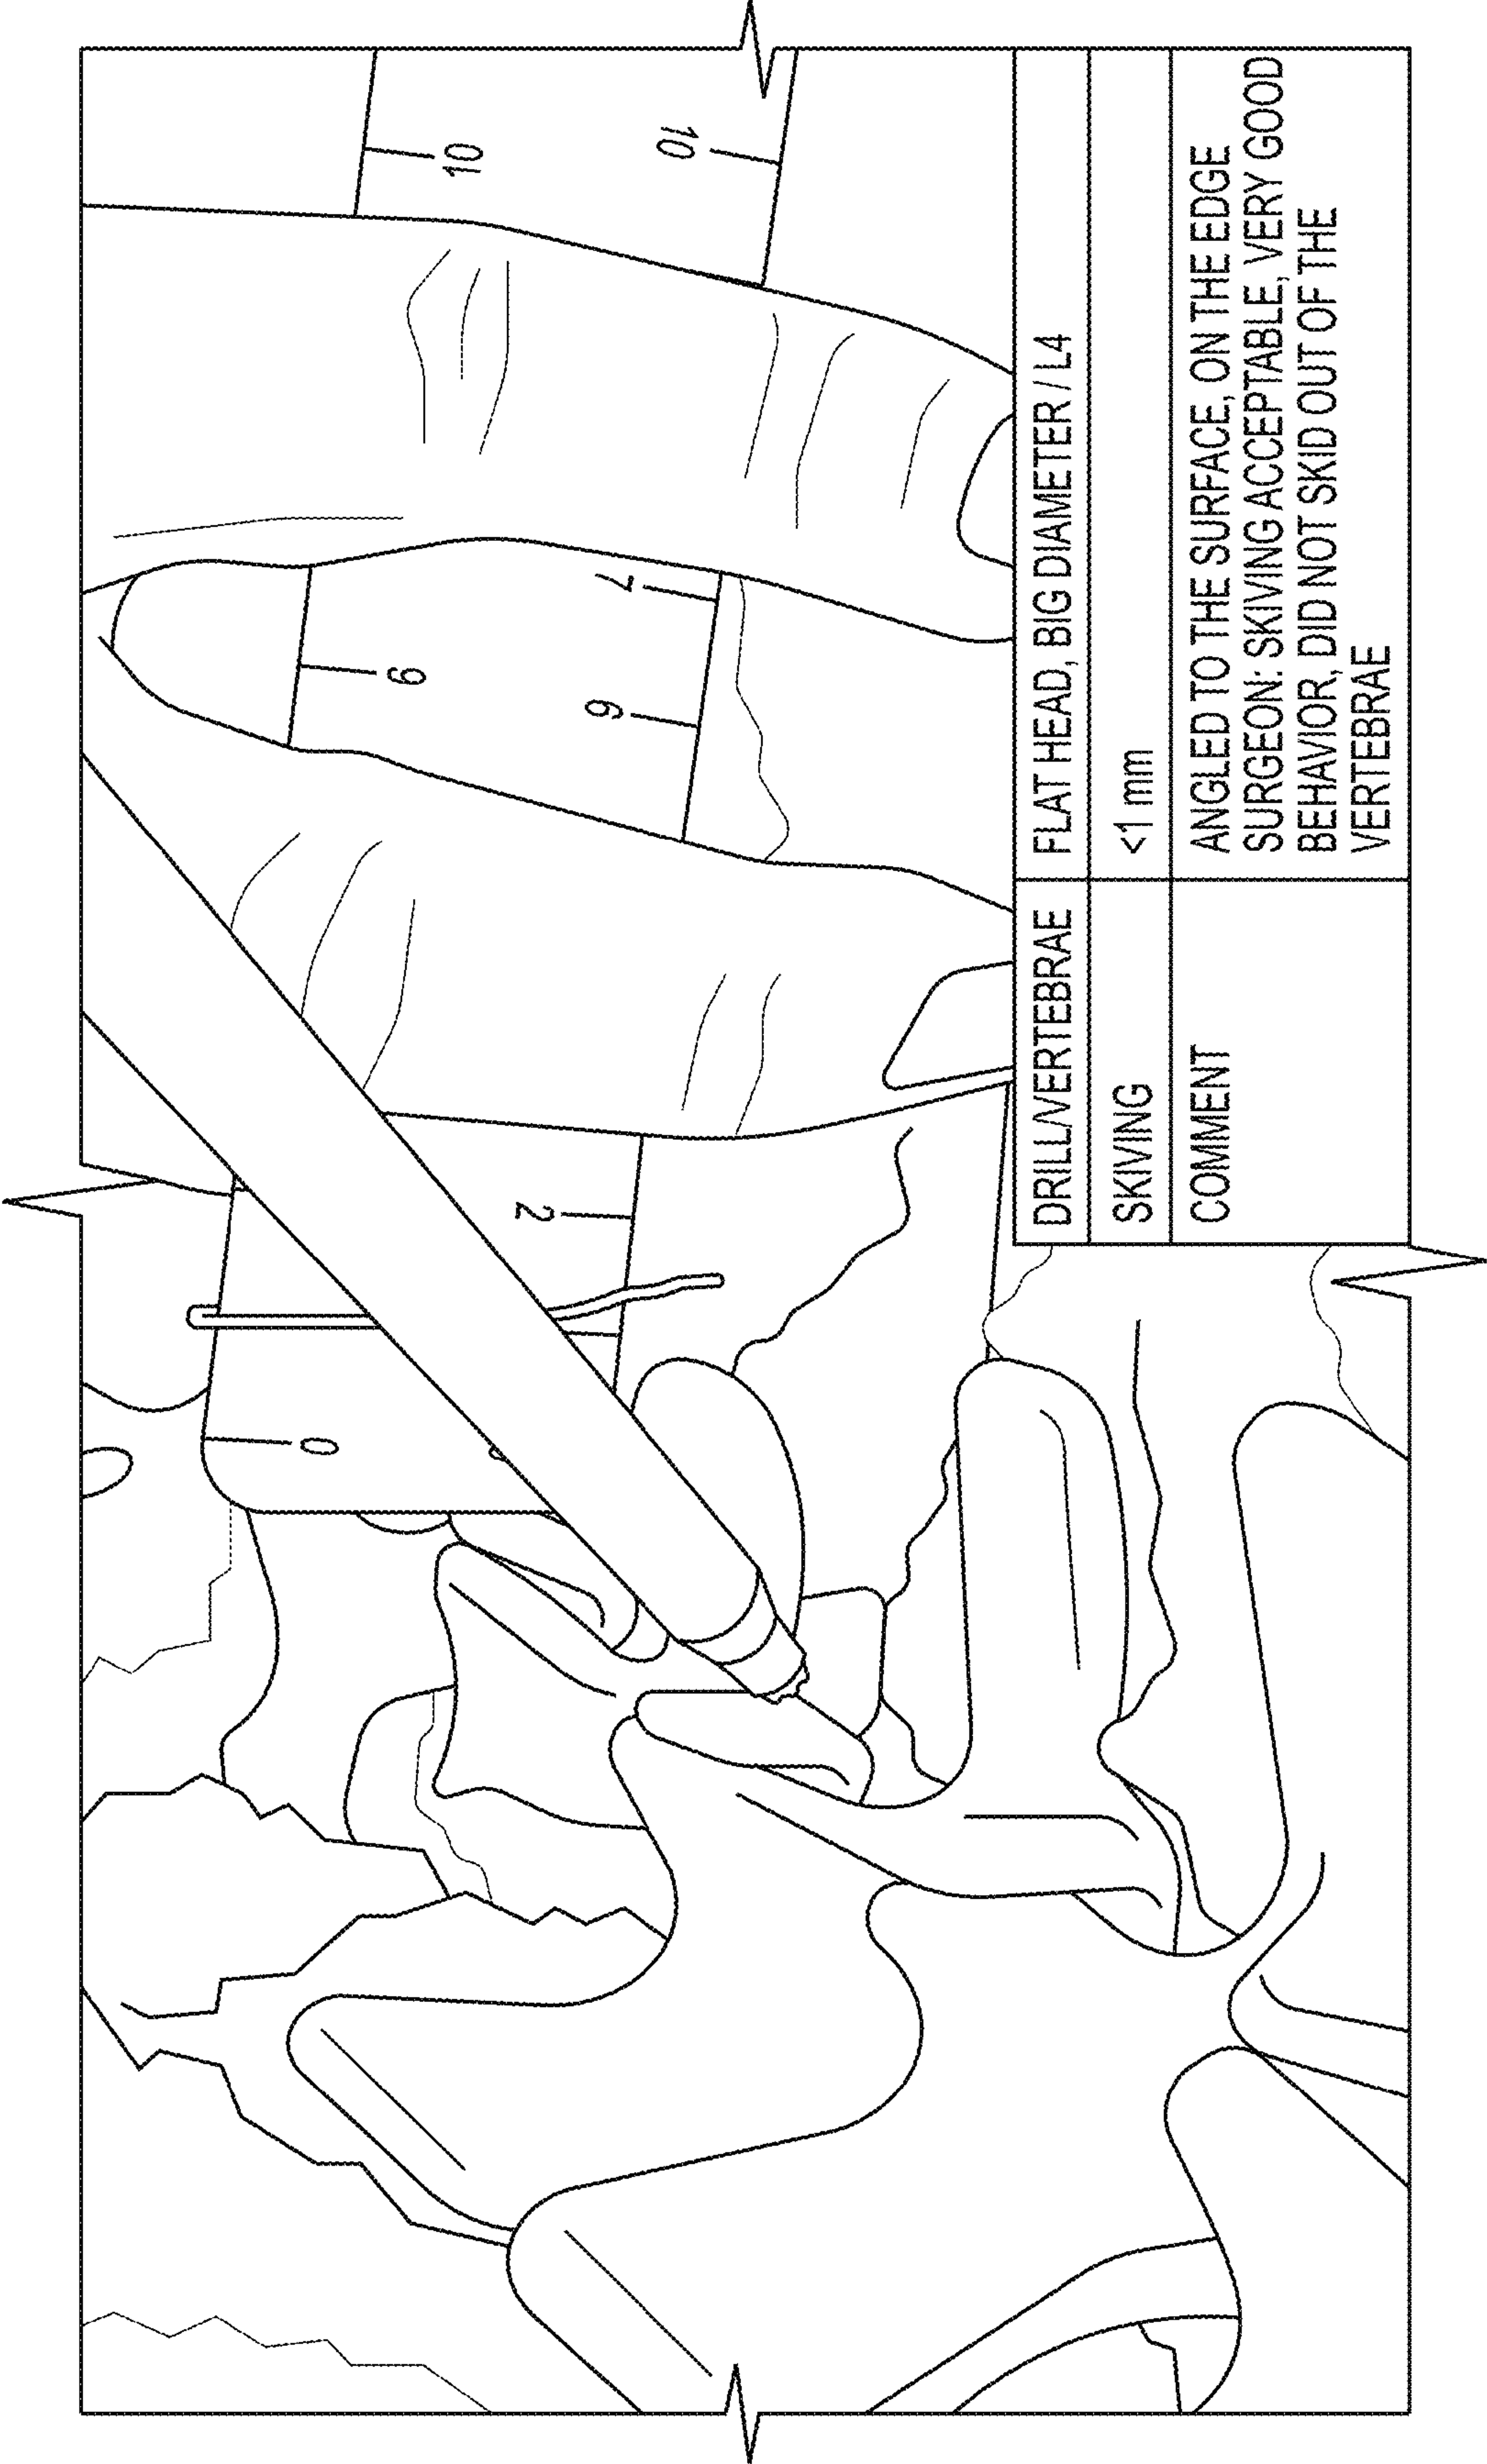 10
10
9
7
6
2
0
DRILL/VERTEBRAE FLAT HEAD, BIG DIAMETER / L4
SKIVING <1 mm
COMMENT ANGLED TO THE SURFACE, ON THE EDGE
SURGEON: SKIVING ACCEPTABLE, VERY GOOD
BEHAVIOR, DID NOT SKID OUT OF THE
VERTEBRAE